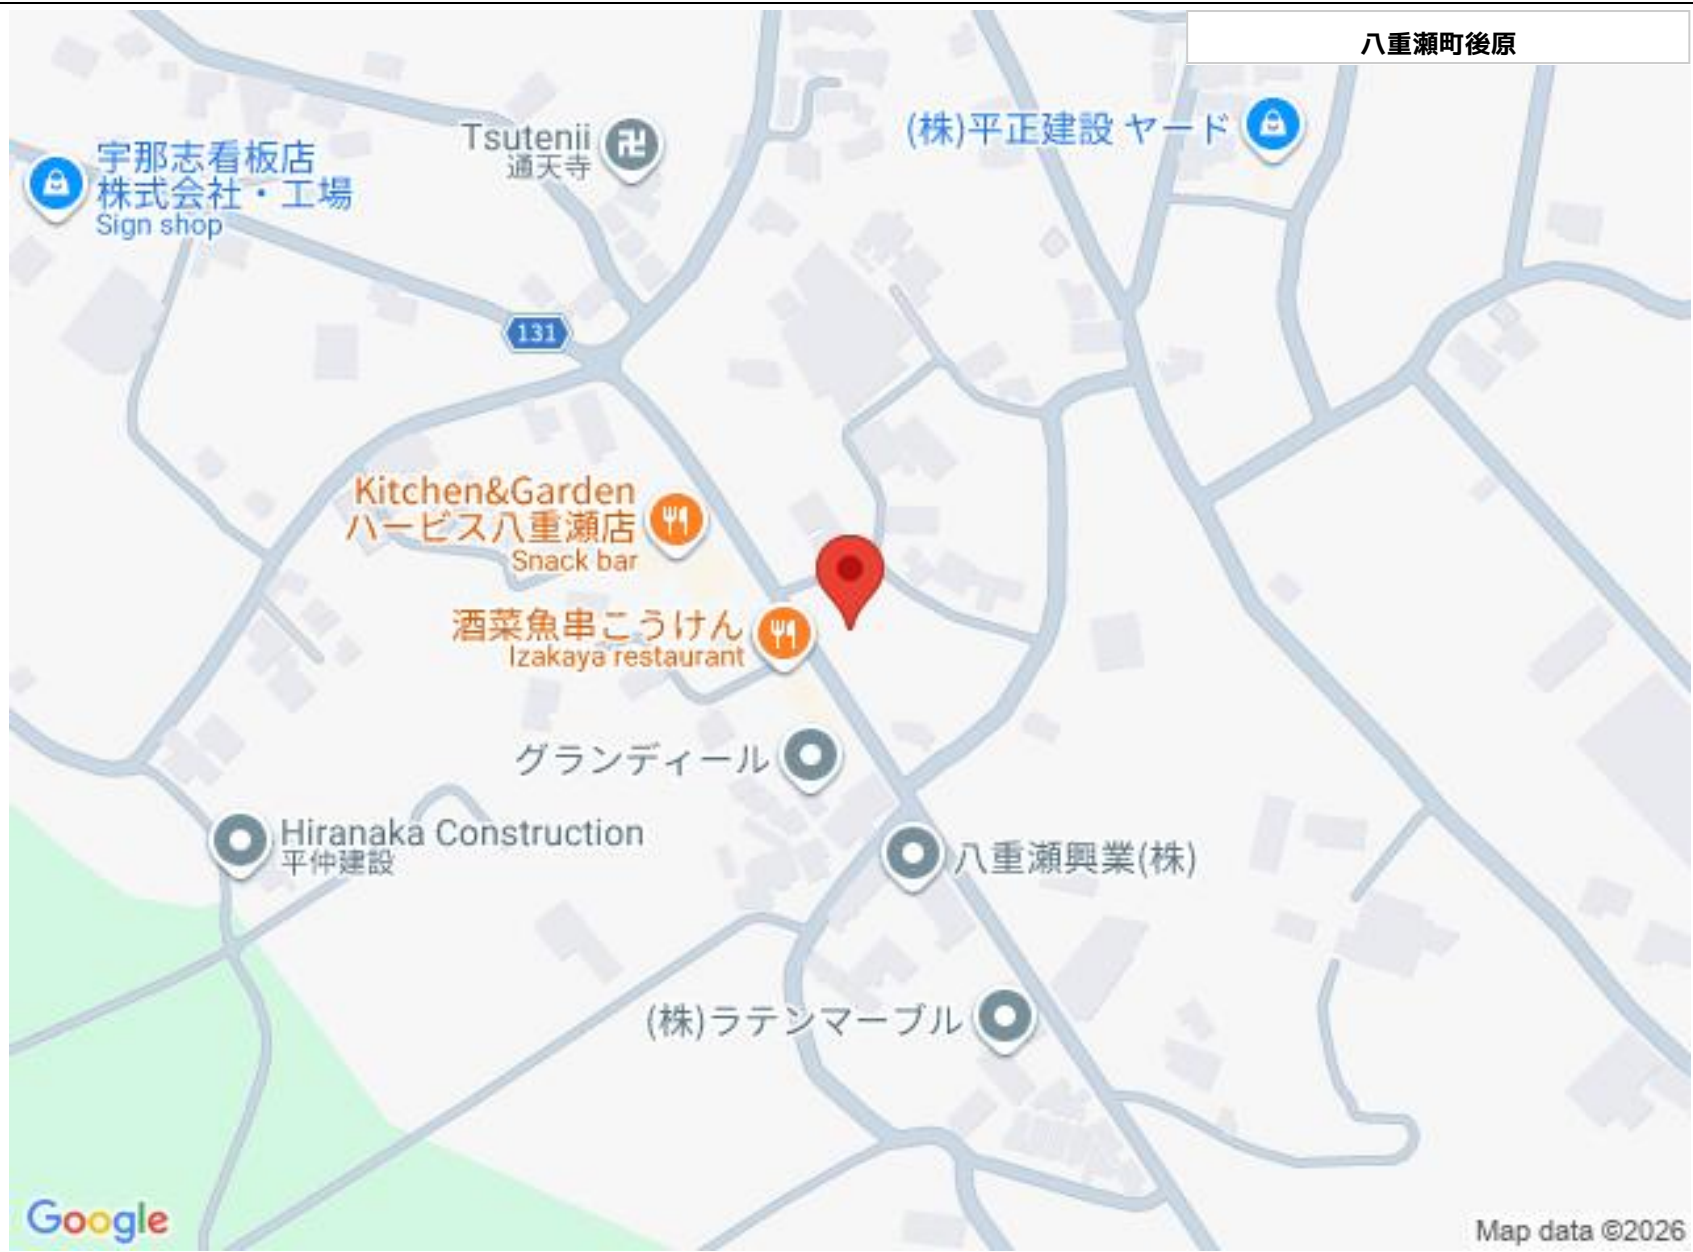 八重瀬町後原
Tsutenji
通天寺
(株)平正建設 ヤード
宇那志看板店
株式会社・工場
Sign shop
131
Kitchen&Garden
ハービス八重瀬店
Snack bar
酒菜魚串こうけん
Izakaya restaurant
グランディール
Hiranaka Construction
平仲建設
八重瀬興業(株)
(株)ラテンマーブル
Google
Map data ©2026